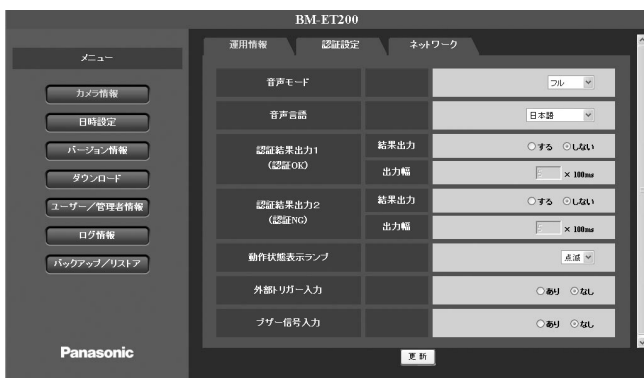 BM-ET200
メニュー
カメラ情報
日時設定
バージョン情報
ダウンロード
ユーザー/管理者情報
ログ情報
バックアップ/リストア
Panasonic
運用情報 認証設定 ネットワーク
音声モード フル
音声言語 日本語
認証結果出力1
(認証OK)
結果出力 する しない
出力幅 × 100ms
認証結果出力2
(認証NG)
結果出力 する しない
出力幅 × 100ms
動作状態表示ランプ 点滅
外部トリガー入力 あり なし
ブザー信号入力 あり なし
更新